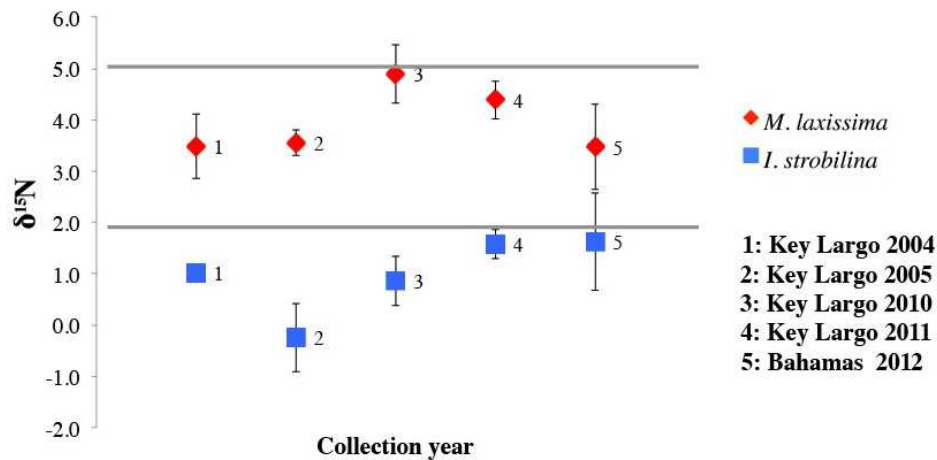 6.0
5.0
4.0
3.0
2.0
1.0
0.0
-1.0
-2.0
δ¹⁵N
1
2
3
4
5
1
2
3
4
5
Collection year
M. laxissima
I. strobilina
1: Key Largo 2004
2: Key Largo 2005
3: Key Largo 2010
4: Key Largo 2011
5: Bahamas 2012